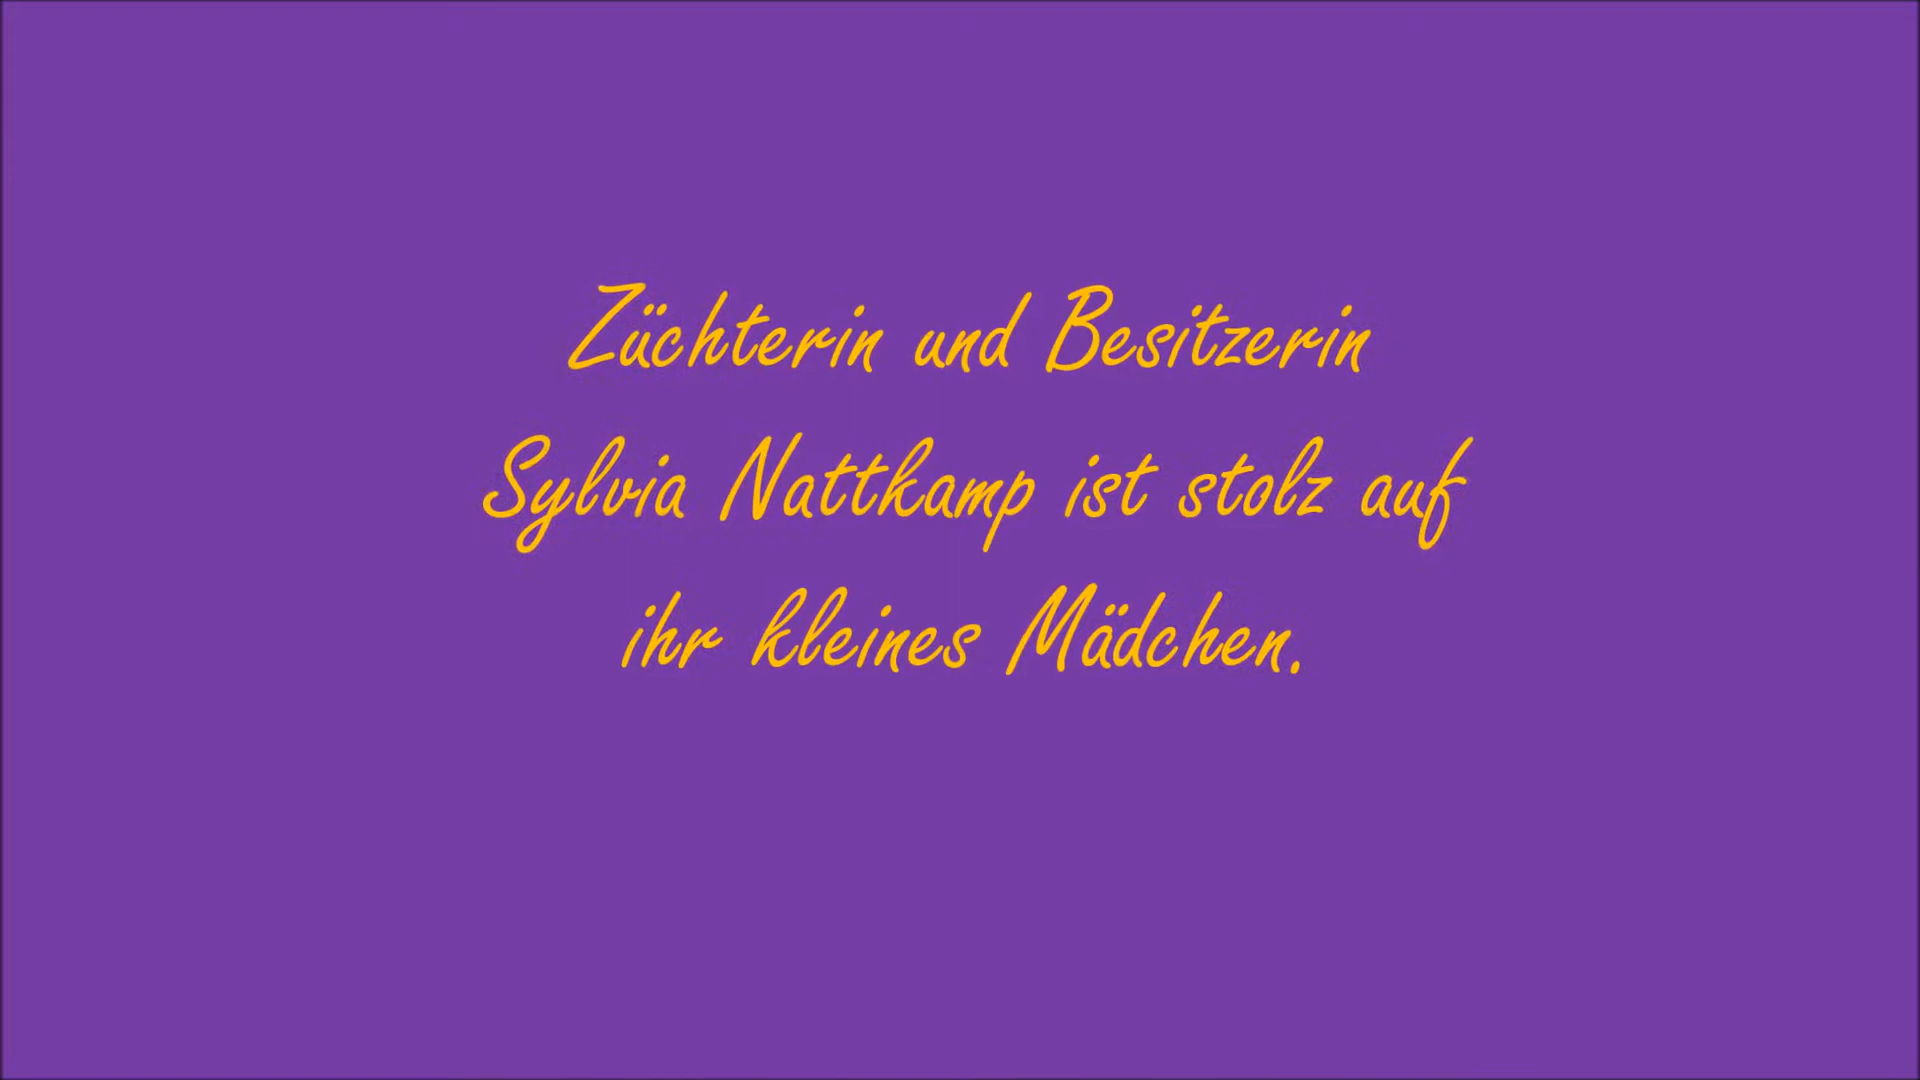 Züchterin und Besitzerin
Sylvia Nattkamp ist stolz auf
ihr kleines Mädchen.